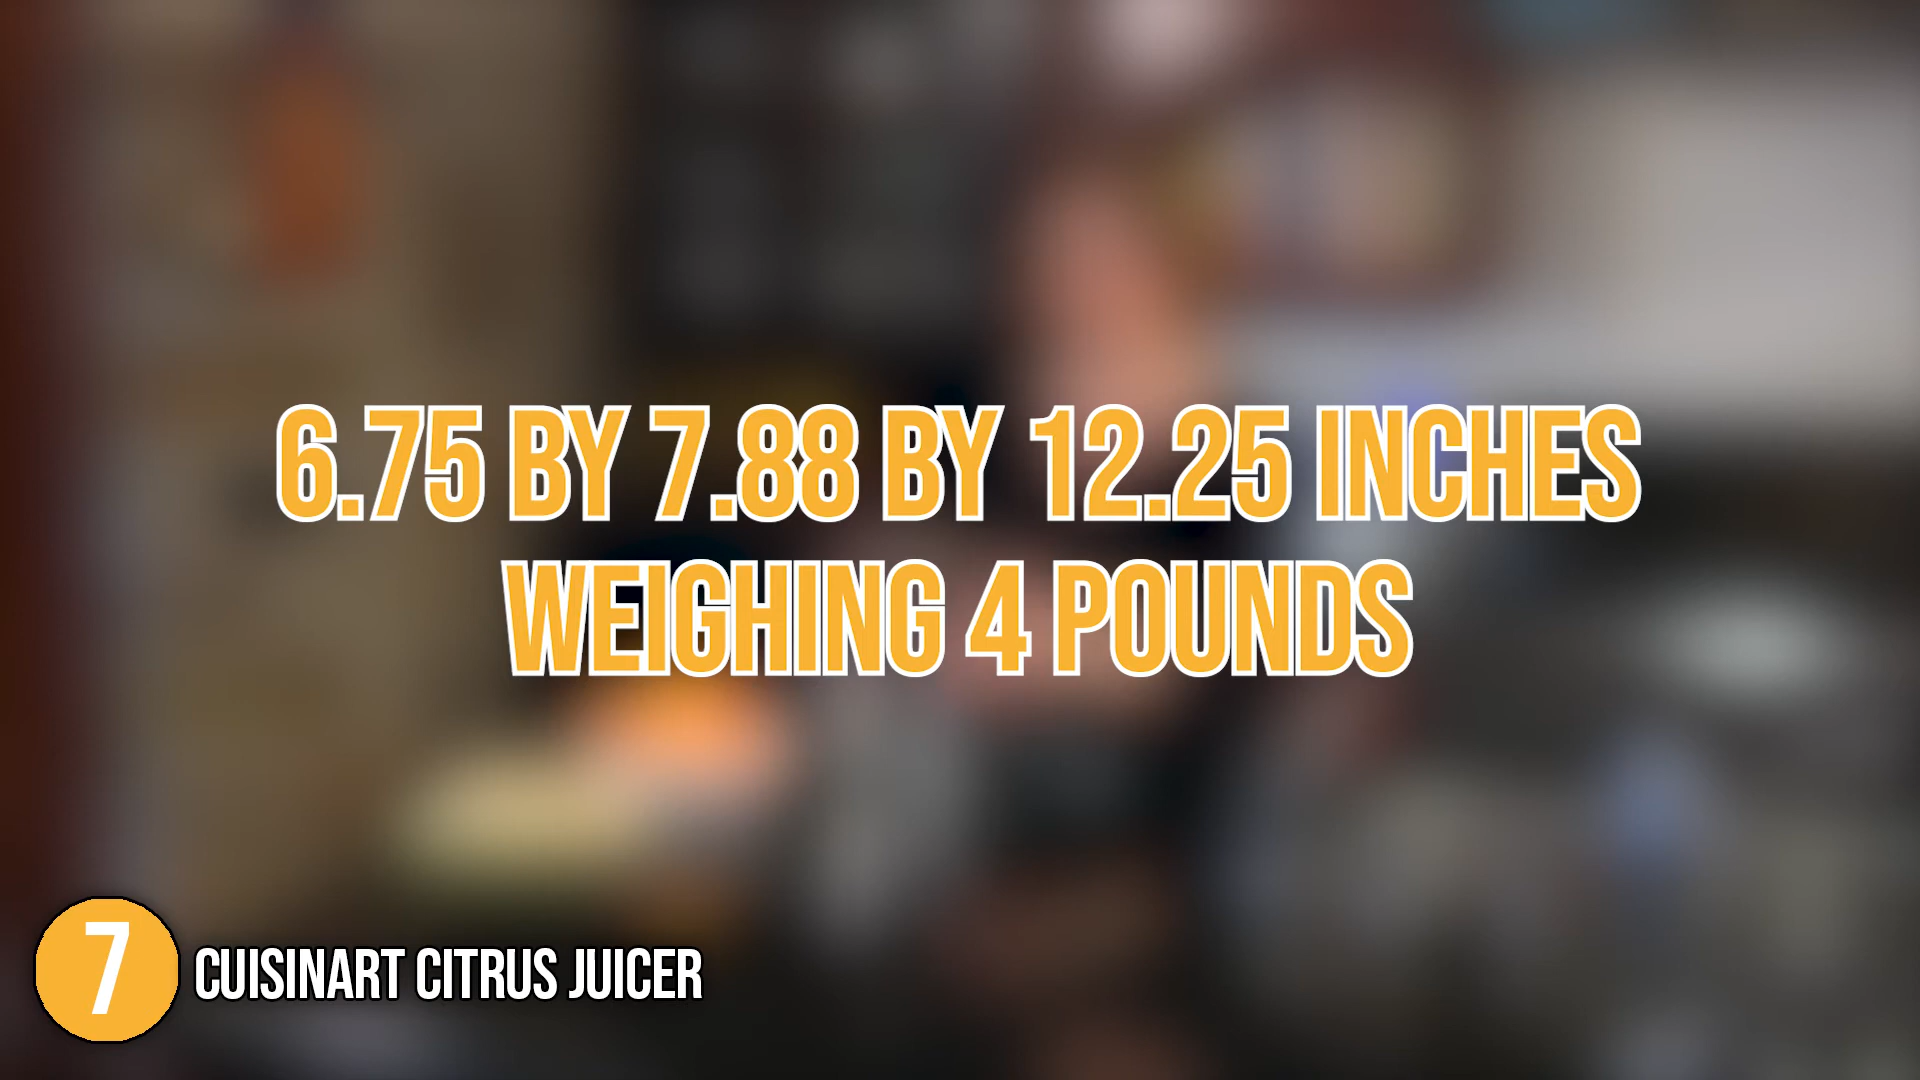 6.75 BY 7.88 BY 12.25 INCHES
WEIGHING 4 POUNDS
7 CUISINART CITRUS JUICER